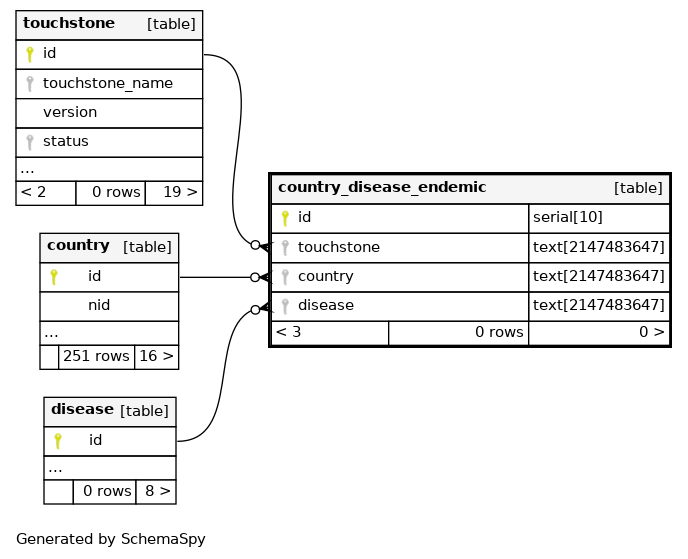 touchstone [table]
id
touchstone_name
version
status
...
< 2 0 rows 19 >
country_disease_endemic [table]
id serial[10]
touchstone text[2147483647]
country text[2147483647]
disease text[2147483647]
< 3 0 rows 0 >
country [table]
id
nid
...
251 rows 16 >
disease [table]
id
...
0 rows 8 >
Generated by SchemaSpy